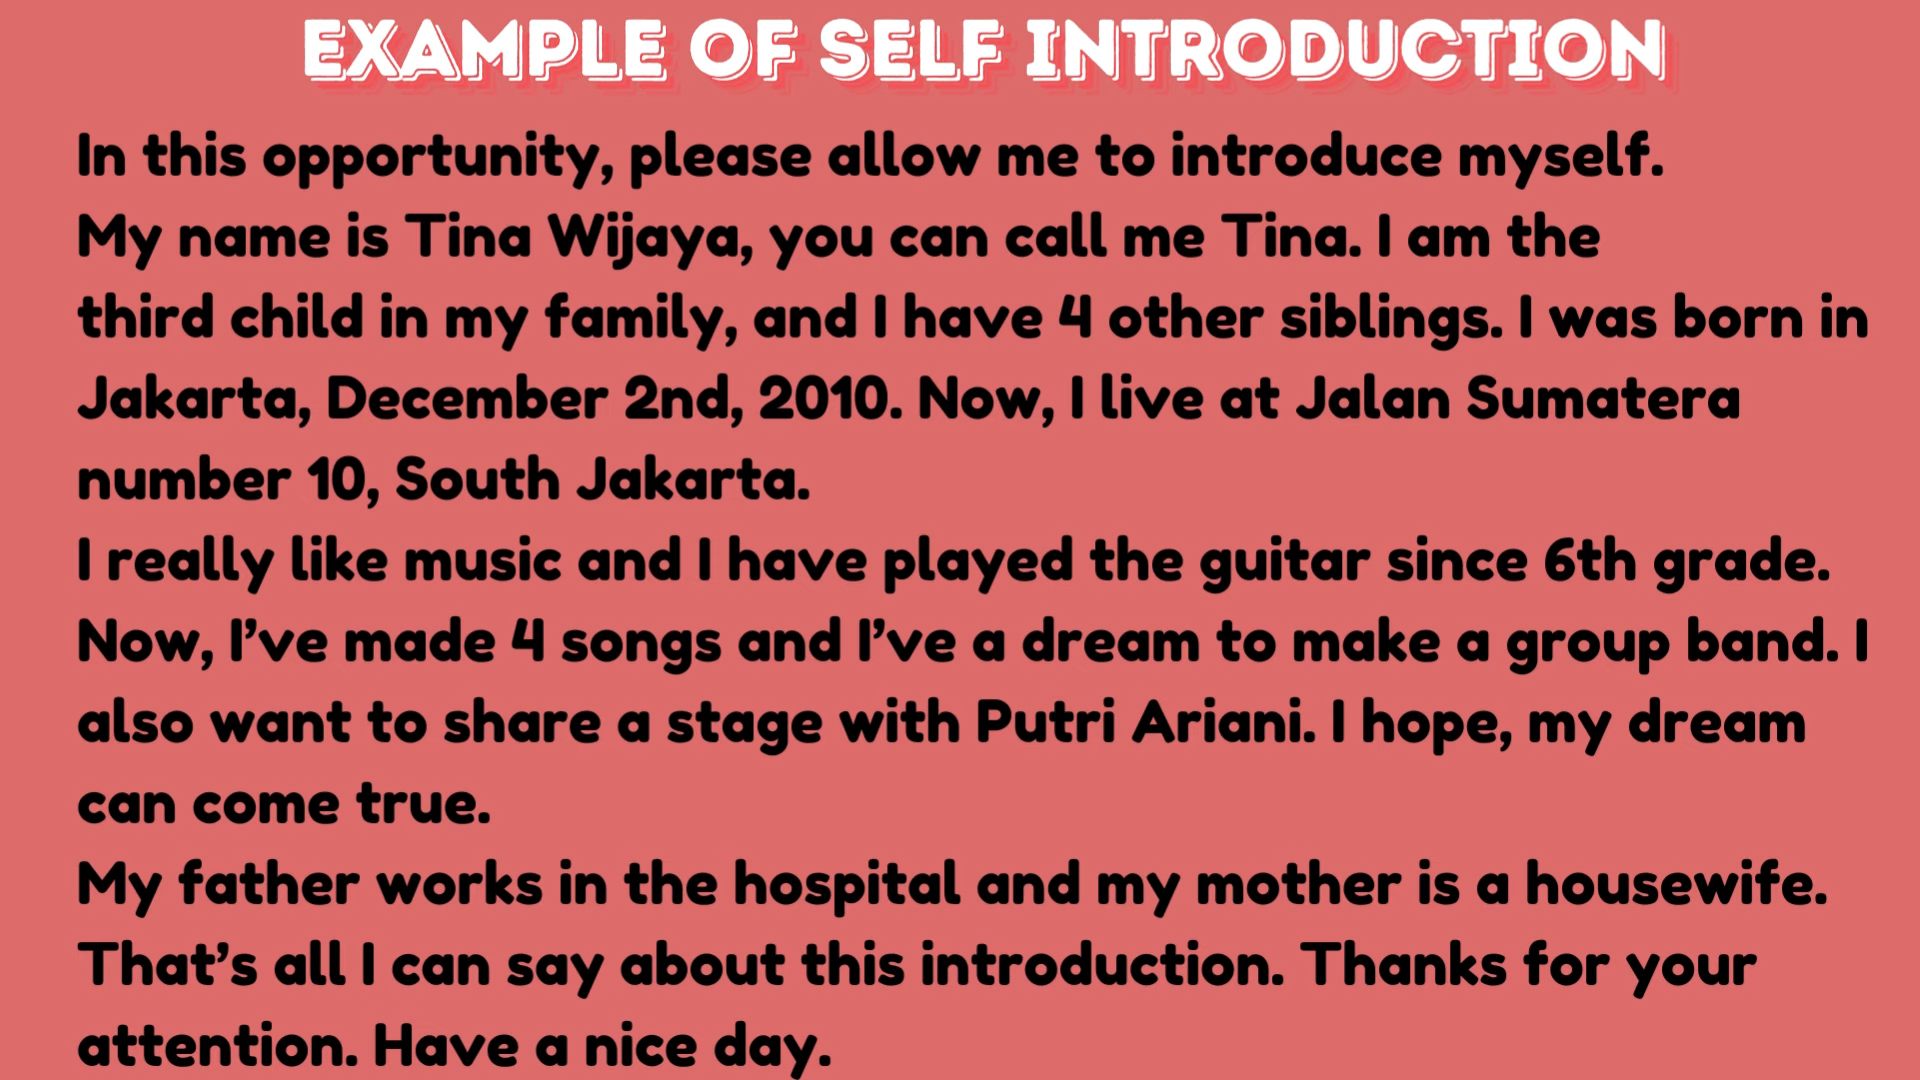 EXAMPLE OF SELF INTRODUCTION
In this opportunity, please allow me to introduce myself.
My name is Tina Wijaya, you can call me Tina. I am the
third child in my family, and I have 4 other siblings. I was born in
Jakarta, December 2nd, 2010. Now, I live at Jalan Sumatera
number 10, South Jakarta.
I really like music and I have played the guitar since 6th grade.
Now, I’ve made 4 songs and I’ve a dream to make a group band. I
also want to share a stage with Putri Ariani. I hope, my dream
can come true.
My father works in the hospital and my mother is a housewife.
That’s all I can say about this introduction. Thanks for your
attention. Have a nice day.